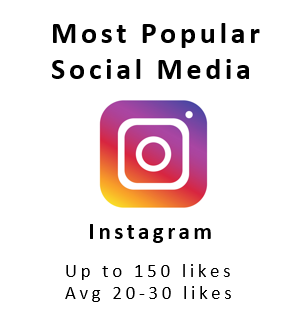 Most Popular
Social Media
Instagram
Up to 150 likes
Avg 20-30 likes